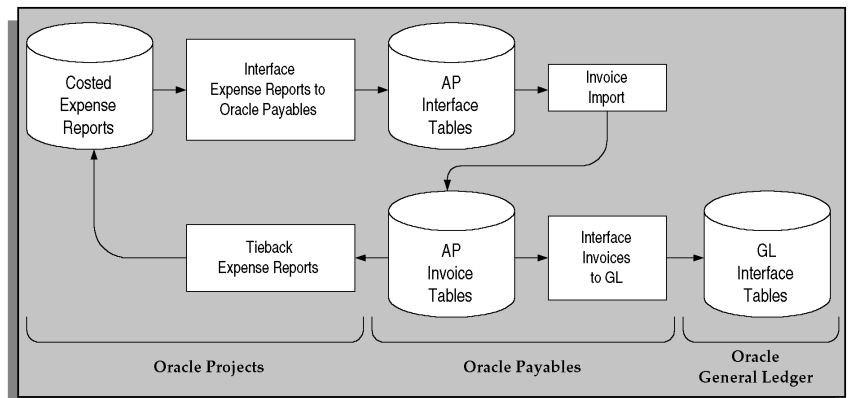 Costed
Expense
Reports
Interface
Expense Reports to
Oracle Payables
AP
Interface
Tables
Invoice
Import
Tieback
Expense Reports
AP
Invoice
Tables
Interface
Invoices
to GL
GL
Interface
Tables
Oracle Projects
Oracle Payables
Oracle
General Ledger